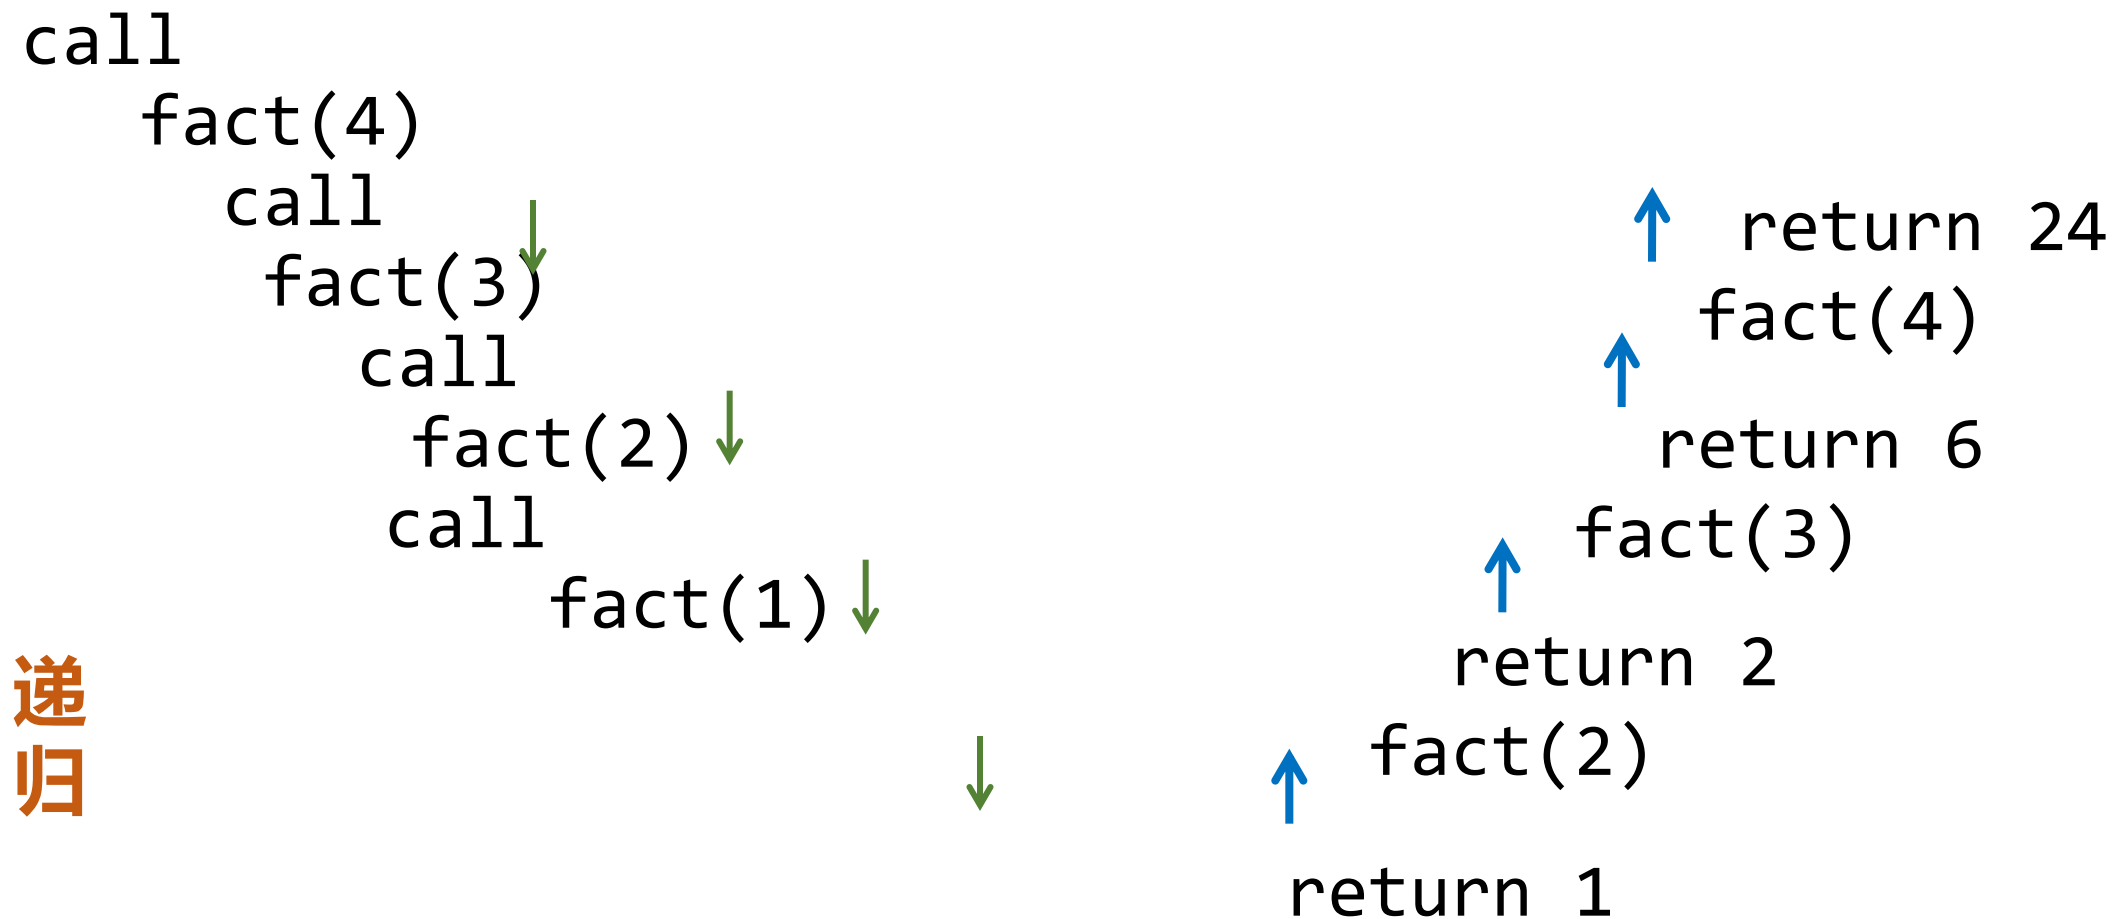 call
fact(4)
call
fact(3)
call
fact(2)
call
fact(1)
递
归
return 24
fact(4)
return 6
fact(3)
return 2
fact(2)
return 1